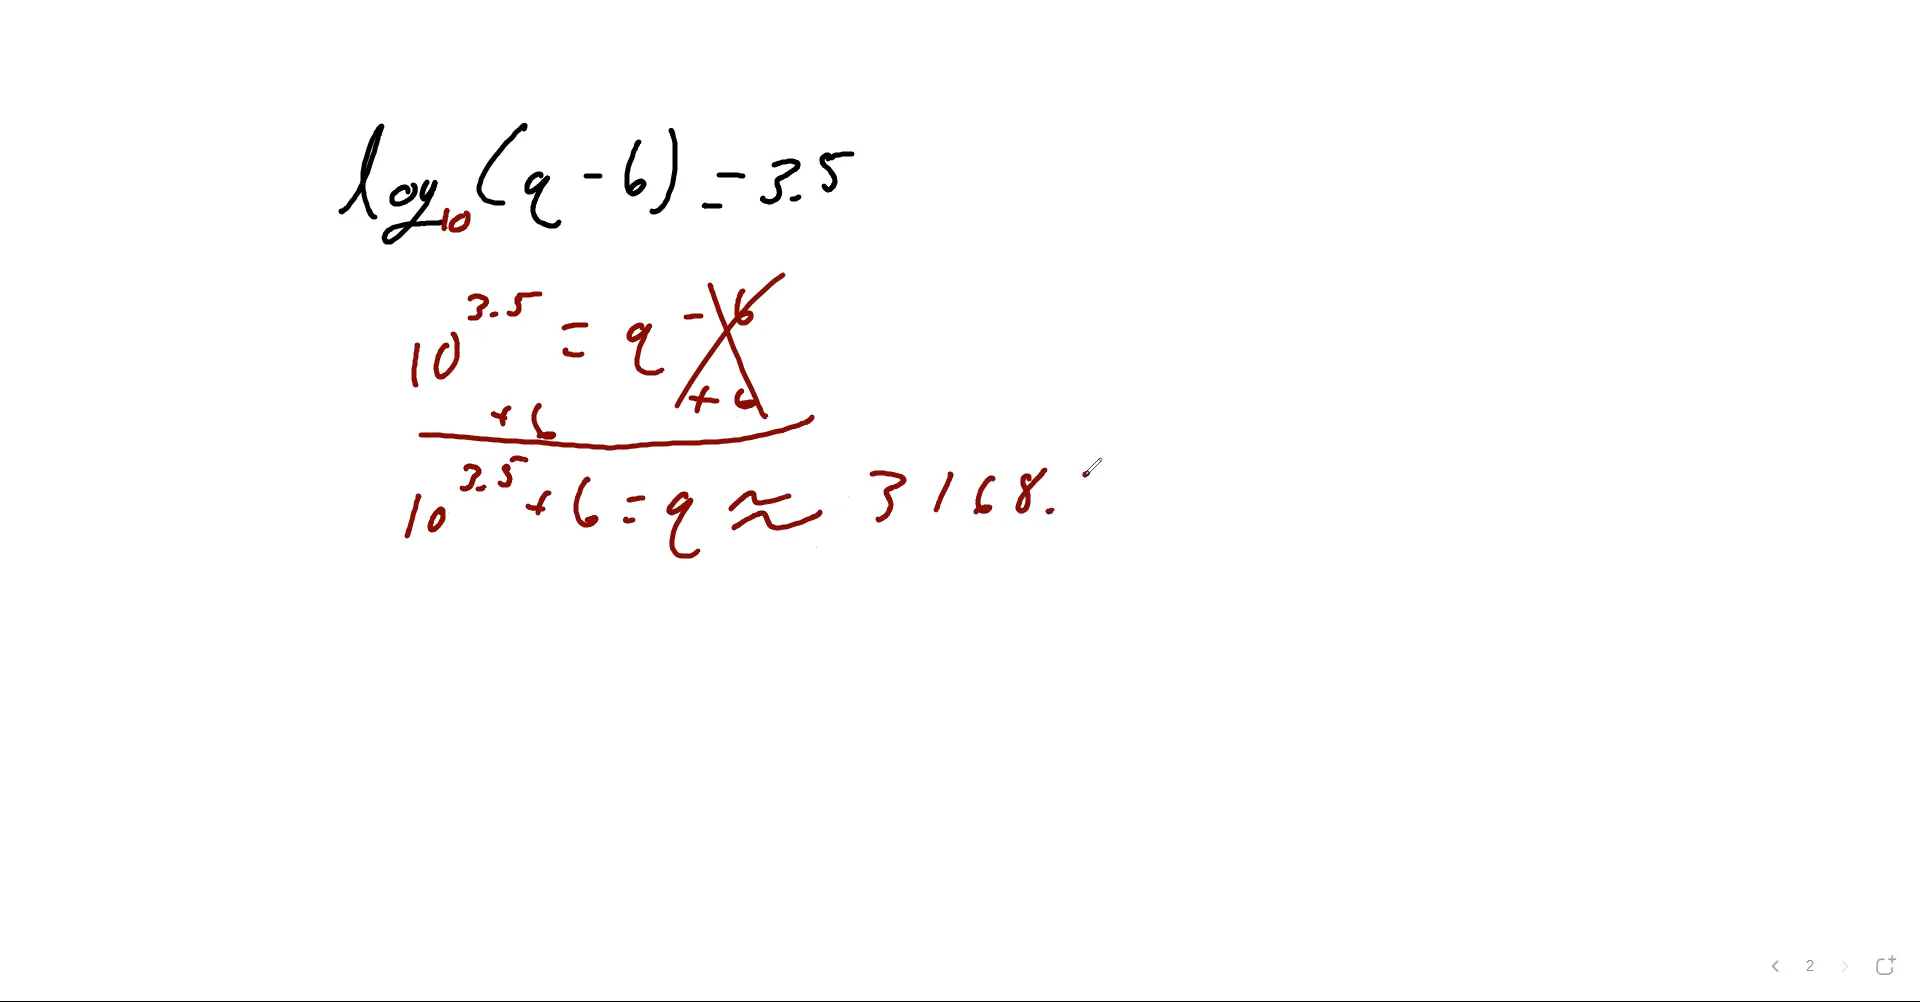 log₁₀(q - 6) = 3.5
10^3.5 = q - 6
+6 +6
10^3.5 + 6 = q ≈ 3168.
2